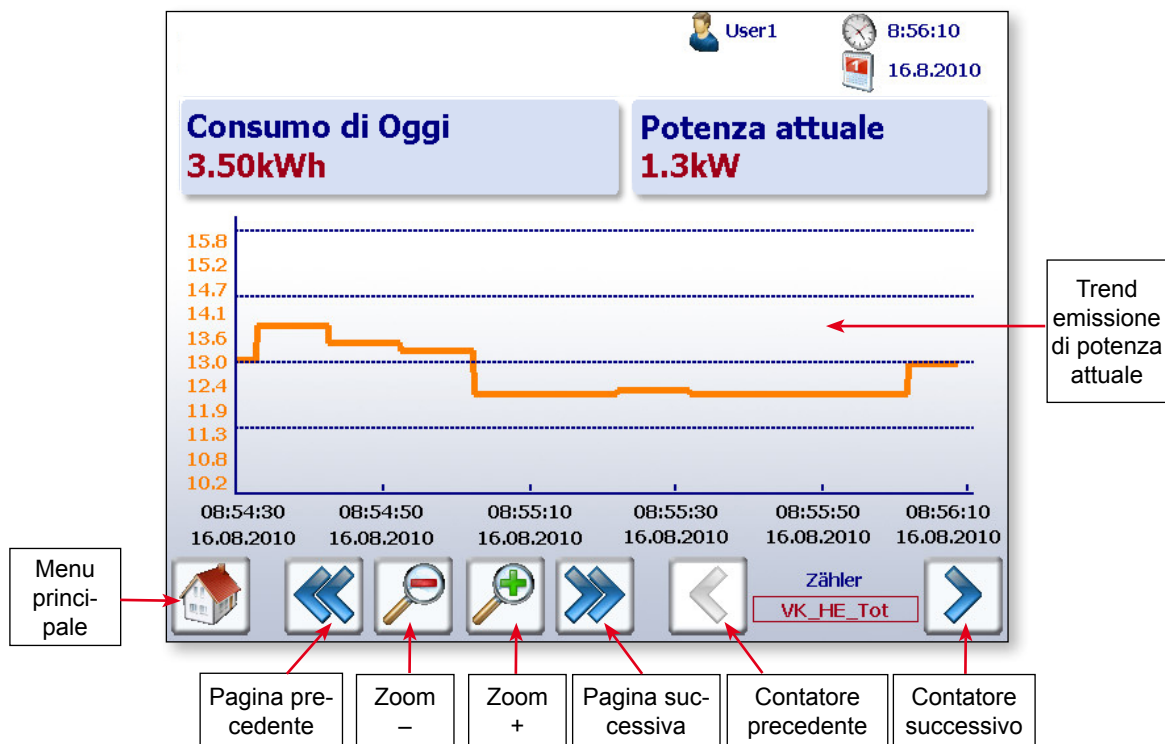 User1
8:56:10
1
16.8.2010
Consumo di Oggi
3.50kWh
Potenza attuale
1.3kW
15.8
15.2
14.7
14.1
13.6
13.0
12.4
11.9
11.3
10.8
10.2
Trend
emissione
di potenza
attuale
08:54:30 08:54:50 08:55:10 08:55:30 08:55:50 08:56:10
16.08.2010 16.08.2010 16.08.2010 16.08.2010 16.08.2010 16.08.2010
Menu
princi-
pale
Zähler
VK_HE_Tot
Pagina pre-
cedente
Zoom
–
Zoom
+
Pagina suc-
cessiva
Contatore
precedente
Contatore
successivo